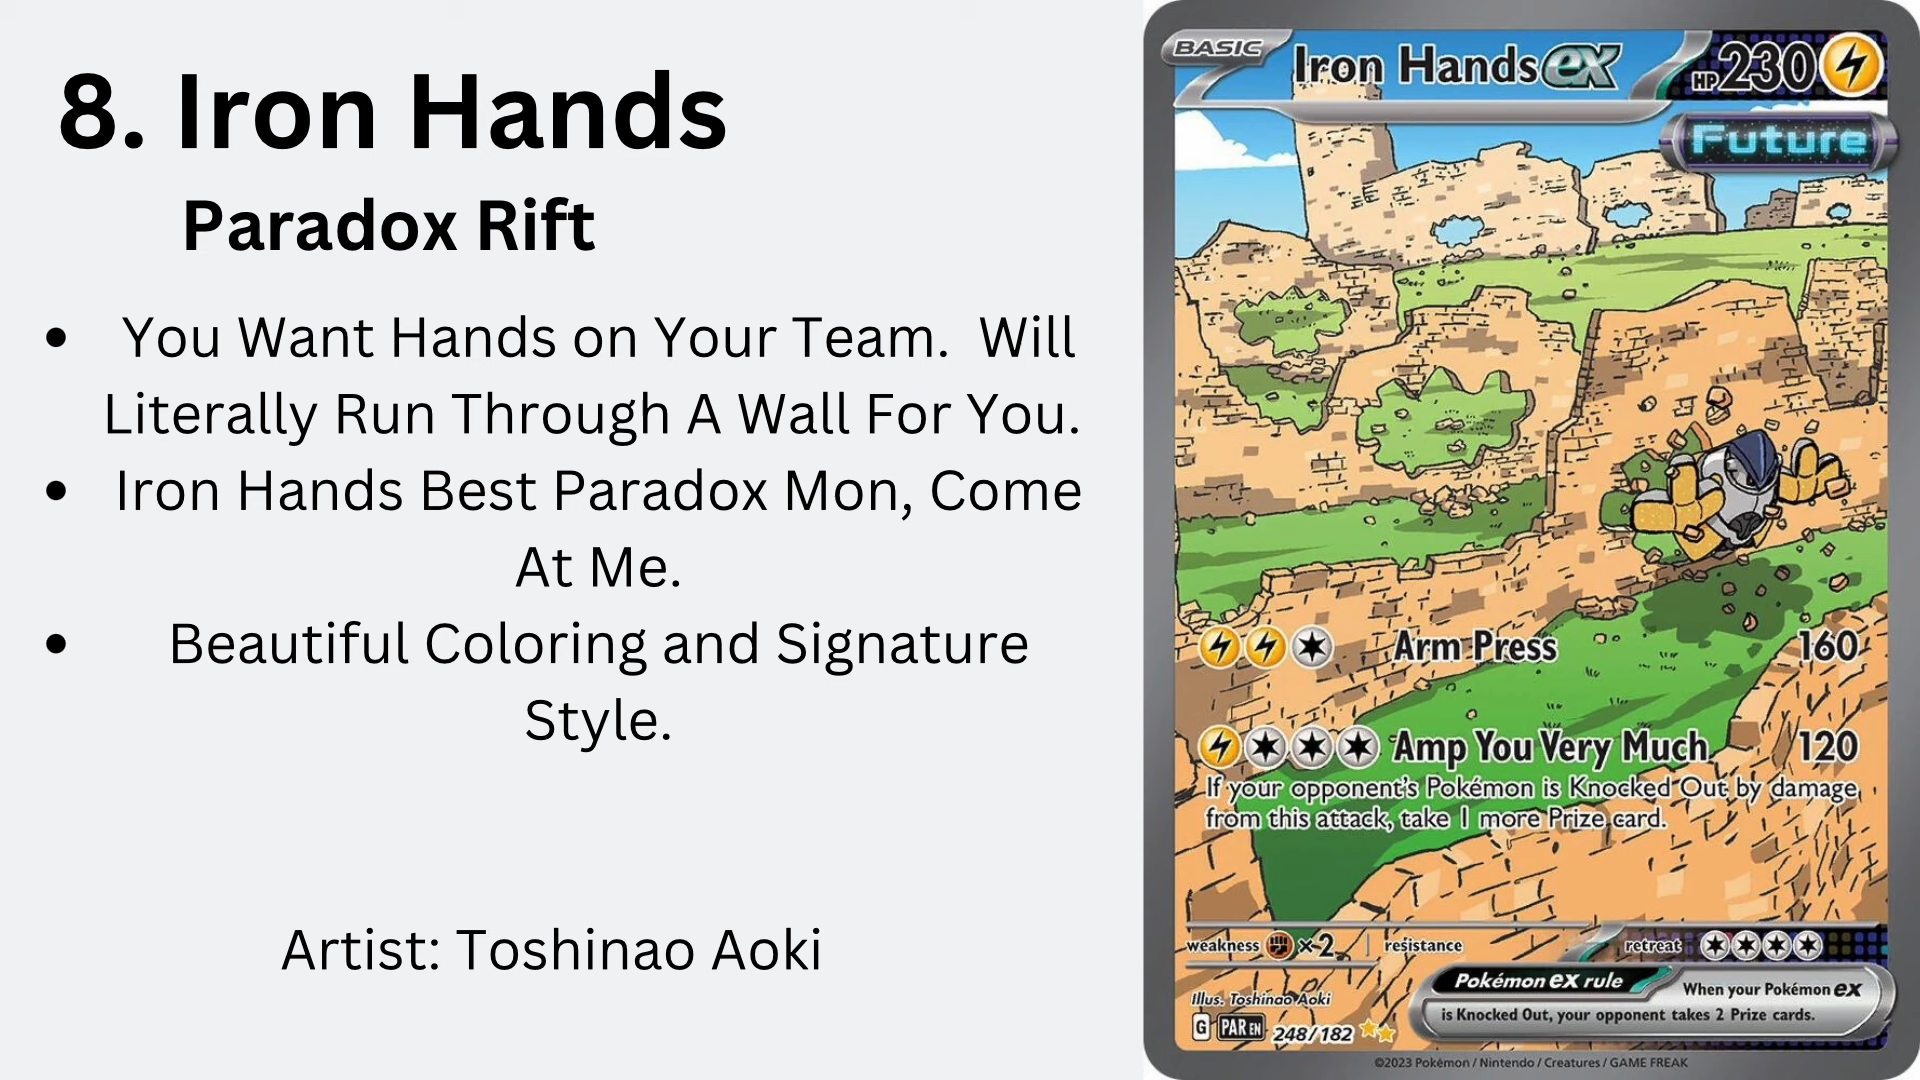 8. Iron Hands
Paradox Rift
• You Want Hands on Your Team. Will
Literally Run Through A Wall For You.
• Iron Hands Best Paradox Mon, Come
At Me.
• Beautiful Coloring and Signature
Style.
Artist: Toshinao Aoki
BASIC
Iron Hands ex HP 230
Future
Arm Press 160
Amp You Very Much 120
If your opponent's Pokémon is Knocked Out by damage
from this attack, take 1 more Prize card.
weakness ×2 resistance retreat
Pokémon ex rule When your Pokémon ex
is Knocked Out, your opponent takes 2 Prize cards.
Illus. Toshinao Aoki
G PAR EN 248/182
©2023 Pokémon / Nintendo / Creatures / GAME FREAK